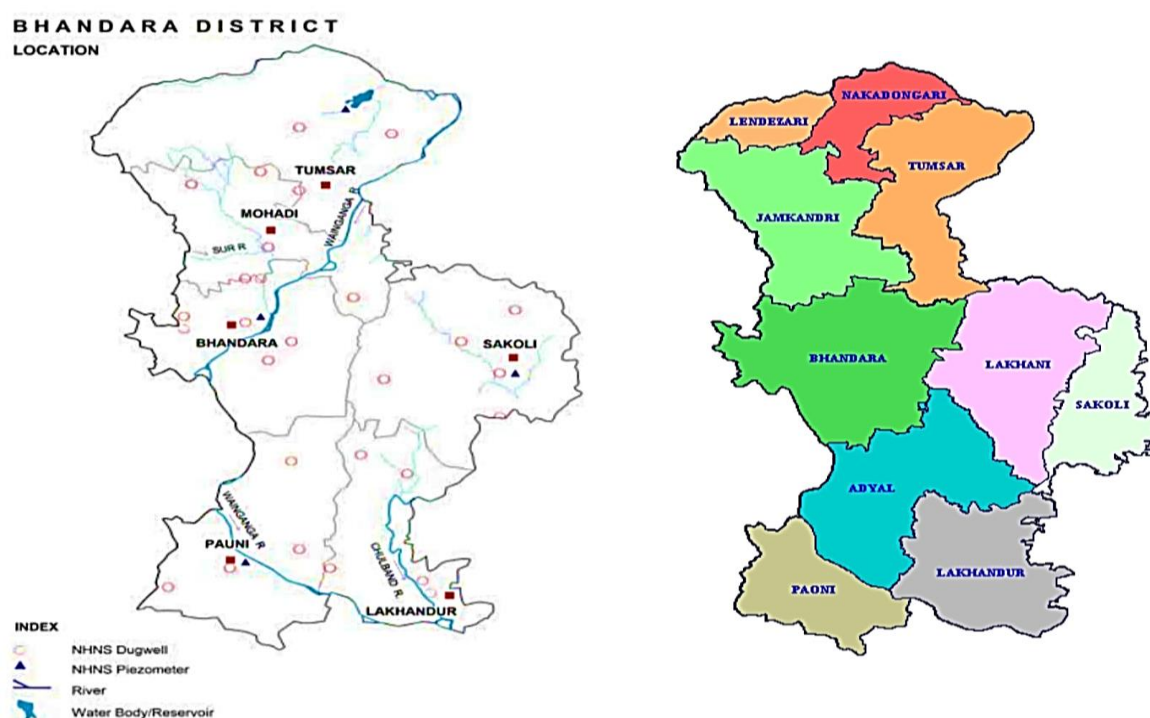 BHANDARA DISTRICT
LOCATION
TUMSAR
MOHADI
WAINGANGA R.
SUR R.
BHANDARA
SAKOLI
WAINGANGA R.
PAUNI
CHULBAND R.
LAKHANDUR
INDEX
NHNS Dugwell
NHNS Piezometer
River
Water Body/Reservoir
NAKADONGARI
LENDEZARI
TUMSAR
JAMKANDRI
BHANDARA
LAKHANI
SAKOLI
ADYAL
LAKHANDUR
PAONI